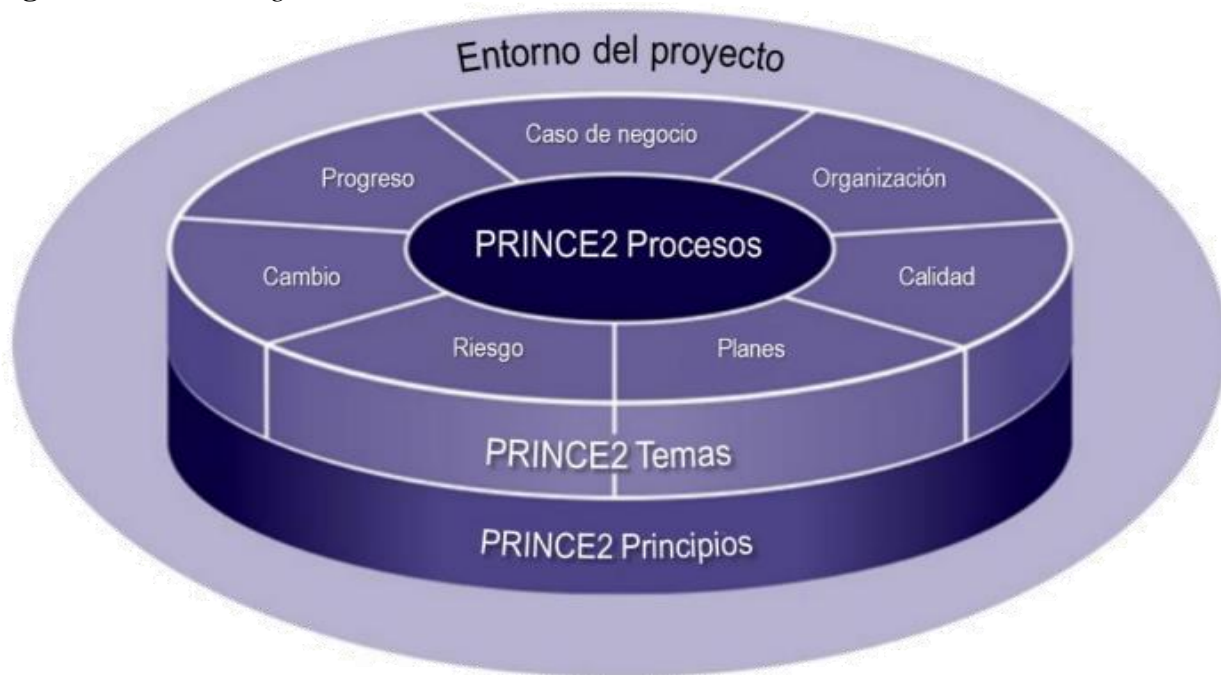 Entorno del proyecto
Caso de negocio
Progreso
Organización
PRINCE2 Procesos
Cambio
Calidad
Riesgo
Planes
PRINCE2 Temas
PRINCE2 Principios